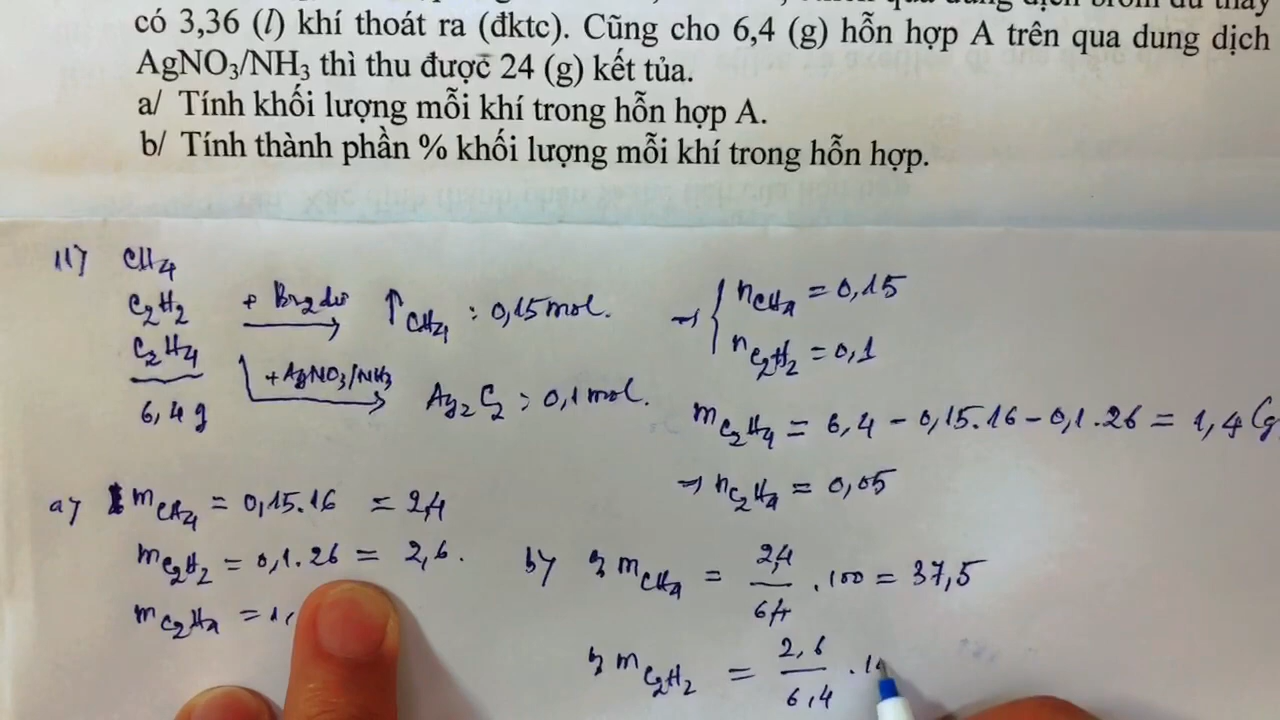 có 3,36 (l) khí thoát ra (đktc). Cũng cho 6,4 (g) hỗn hợp A trên qua dung dịch
AgNO₃/NH₃ thì thu được 24 (g) kết tủa.
a/ Tính khối lượng mỗi khí trong hỗn hợp A.
b/ Tính thành phần % khối lượng mỗi khí trong hỗn hợp.
11) CH₄
C₂H₂ + Br₂ dư → ↑CH₄ : 0,15 mol.
C₂H₄ + AgNO₃/NH₃ → Ag₂C₂ : 0,1 mol.
6,4 g
→ { nCH₄ = 0,15
nC₂H₂ = 0,1
mC₂H₄ = 6,4 - 0,15.16 - 0,1.26 = 1,4 (g
→ nC₂H₄ = 0,05
a) mCH₄ = 0,15.16 = 2,4
mC₂H₂ = 0,1.26 = 2,6.
mC₂H₄ = 1,
b) % mCH₄ = 2,4/6,4 . 100 = 37,5
% mC₂H₂ = 2,6/6,4 . 1